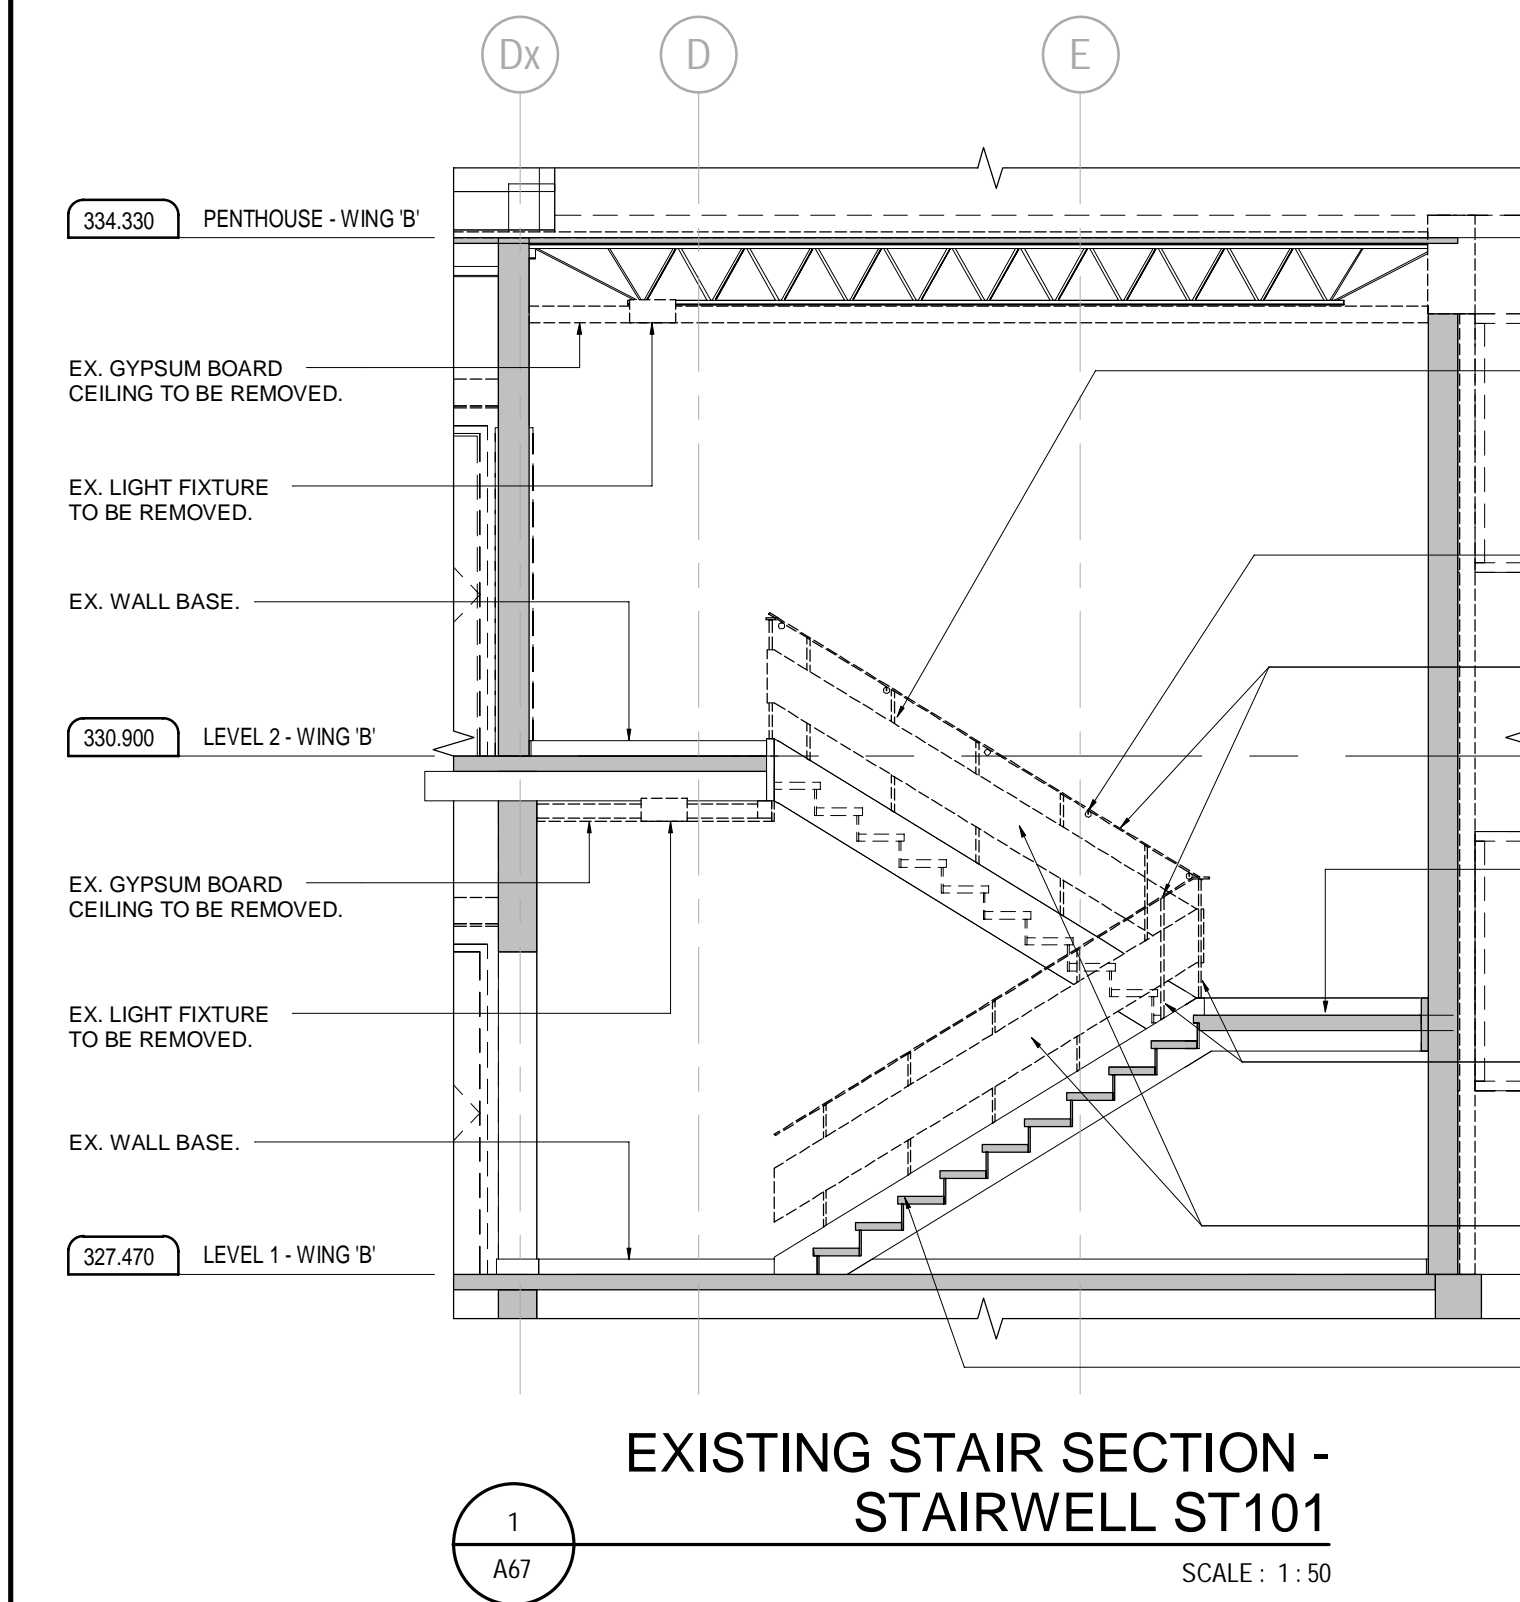 Dx
D
E
334.330 PENTHOUSE - WING 'B'
EX. GYPSUM BOARD
CEILING TO BE REMOVED.
EX. LIGHT FIXTURE
TO BE REMOVED.
EX. WALL BASE.
330.900 LEVEL 2 - WING 'B'
EX. GYPSUM BOARD
CEILING TO BE REMOVED.
EX. LIGHT FIXTURE
TO BE REMOVED.
EX. WALL BASE.
327.470 LEVEL 1 - WING 'B'
EXISTING STAIR SECTION -
STAIRWELL ST101
1
A67
SCALE : 1 : 50